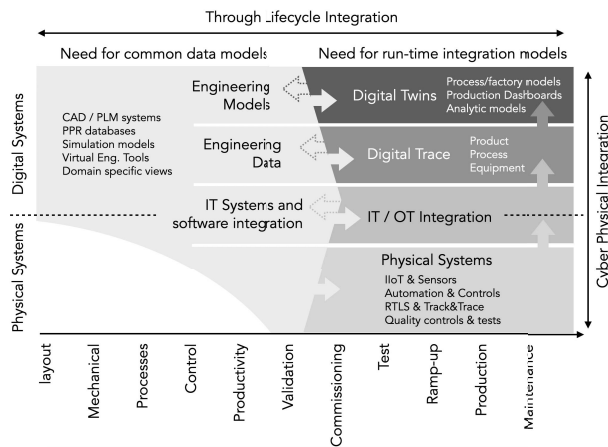 Through Lifecycle Integration
Need for common data models
Need for run-time integration models
Digital Systems
Physical Systems
CAD / PLM systems
PPR databases
Simulation models
Virtual Eng. Tools
Domain specific views
Engineering
Models
Digital Twins
Process/factory models
Production Dashboards
Analytic models
Engineering
Data
Digital Trace
Product
Process
Equipment
IT Systems and
software integration
IT / OT Integration
Physical Systems
IIoT & Sensors
Automation & Controls
RTLS & Track&Trace
Quality controls & tests
Cyber Physical Integration
layout
Mechanical
Processes
Control
Productivity
Validation
Commissioning
Test
Ramp-up
Production
Maintenance